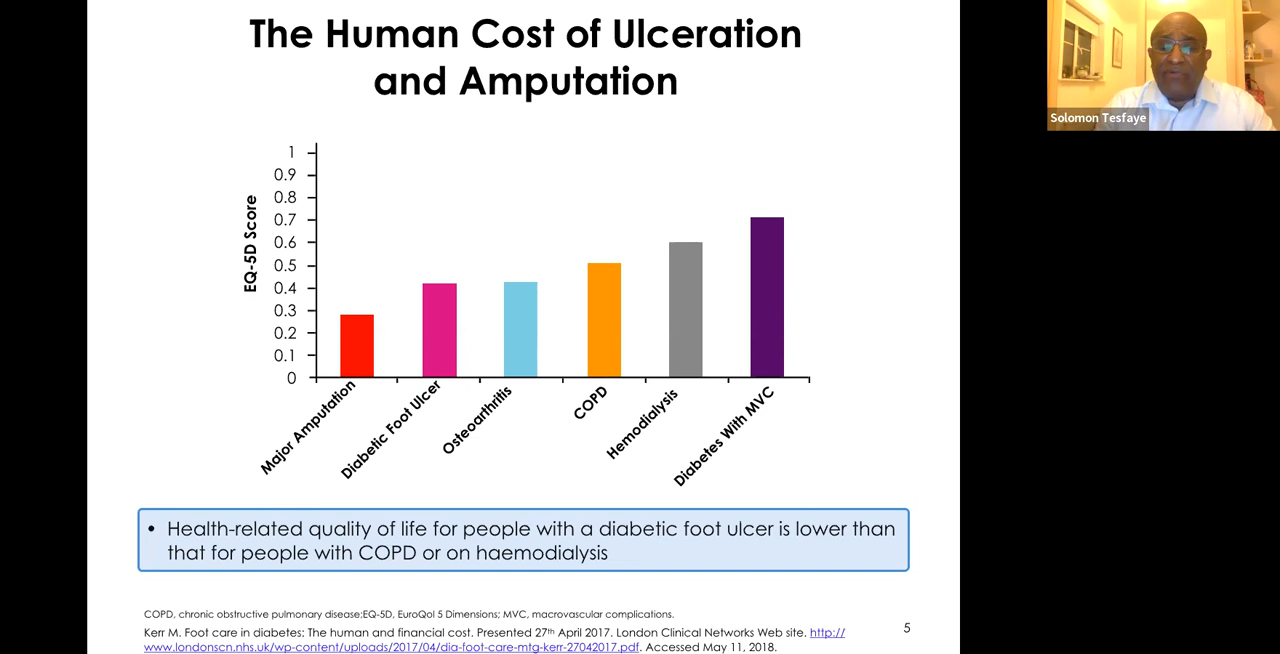 The Human Cost of Ulceration
and Amputation
Solomon Tesfaye
EQ-5D Score
1
0.9
0.8
0.7
0.6
0.5
0.4
0.3
0.2
0.1
0
Major Amputation
Diabetic Foot Ulcer
Osteoarthritis
COPD
Hemodialysis
Diabetes With MVC
• Health-related quality of life for people with a diabetic foot ulcer is lower than
that for people with COPD or on haemodialysis
COPD, chronic obstructive pulmonary disease;EQ-5D, EuroQol 5 Dimensions; MVC, macrovascular complications.
Kerr M. Foot care in diabetes: The human and financial cost. Presented 27th April 2017. London Clinical Networks Web site. http://
www.londonscn.nhs.uk/wp-content/uploads/2017/04/dia-foot-care-mtg-kerr-27042017.pdf. Accessed May 11, 2018.
5